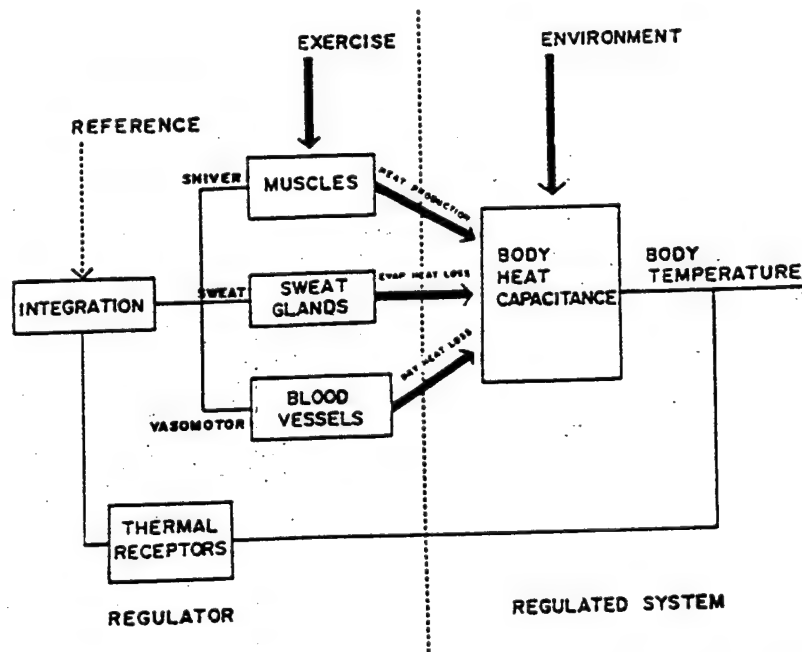 EXERCISE
ENVIRONMENT
REFERENCE
SHIVER
MUSCLES
HEAT PRODUCTION
INTEGRATION
SWEAT
SWEAT
GLANDS
EVAP HEAT LOSS
BODY
HEAT
CAPACITANCE
BODY
TEMPERATURE
VASOMOTOR
BLOOD
VESSELS
DRY HEAT LOSS
THERMAL
RECEPTORS
REGULATOR
REGULATED SYSTEM